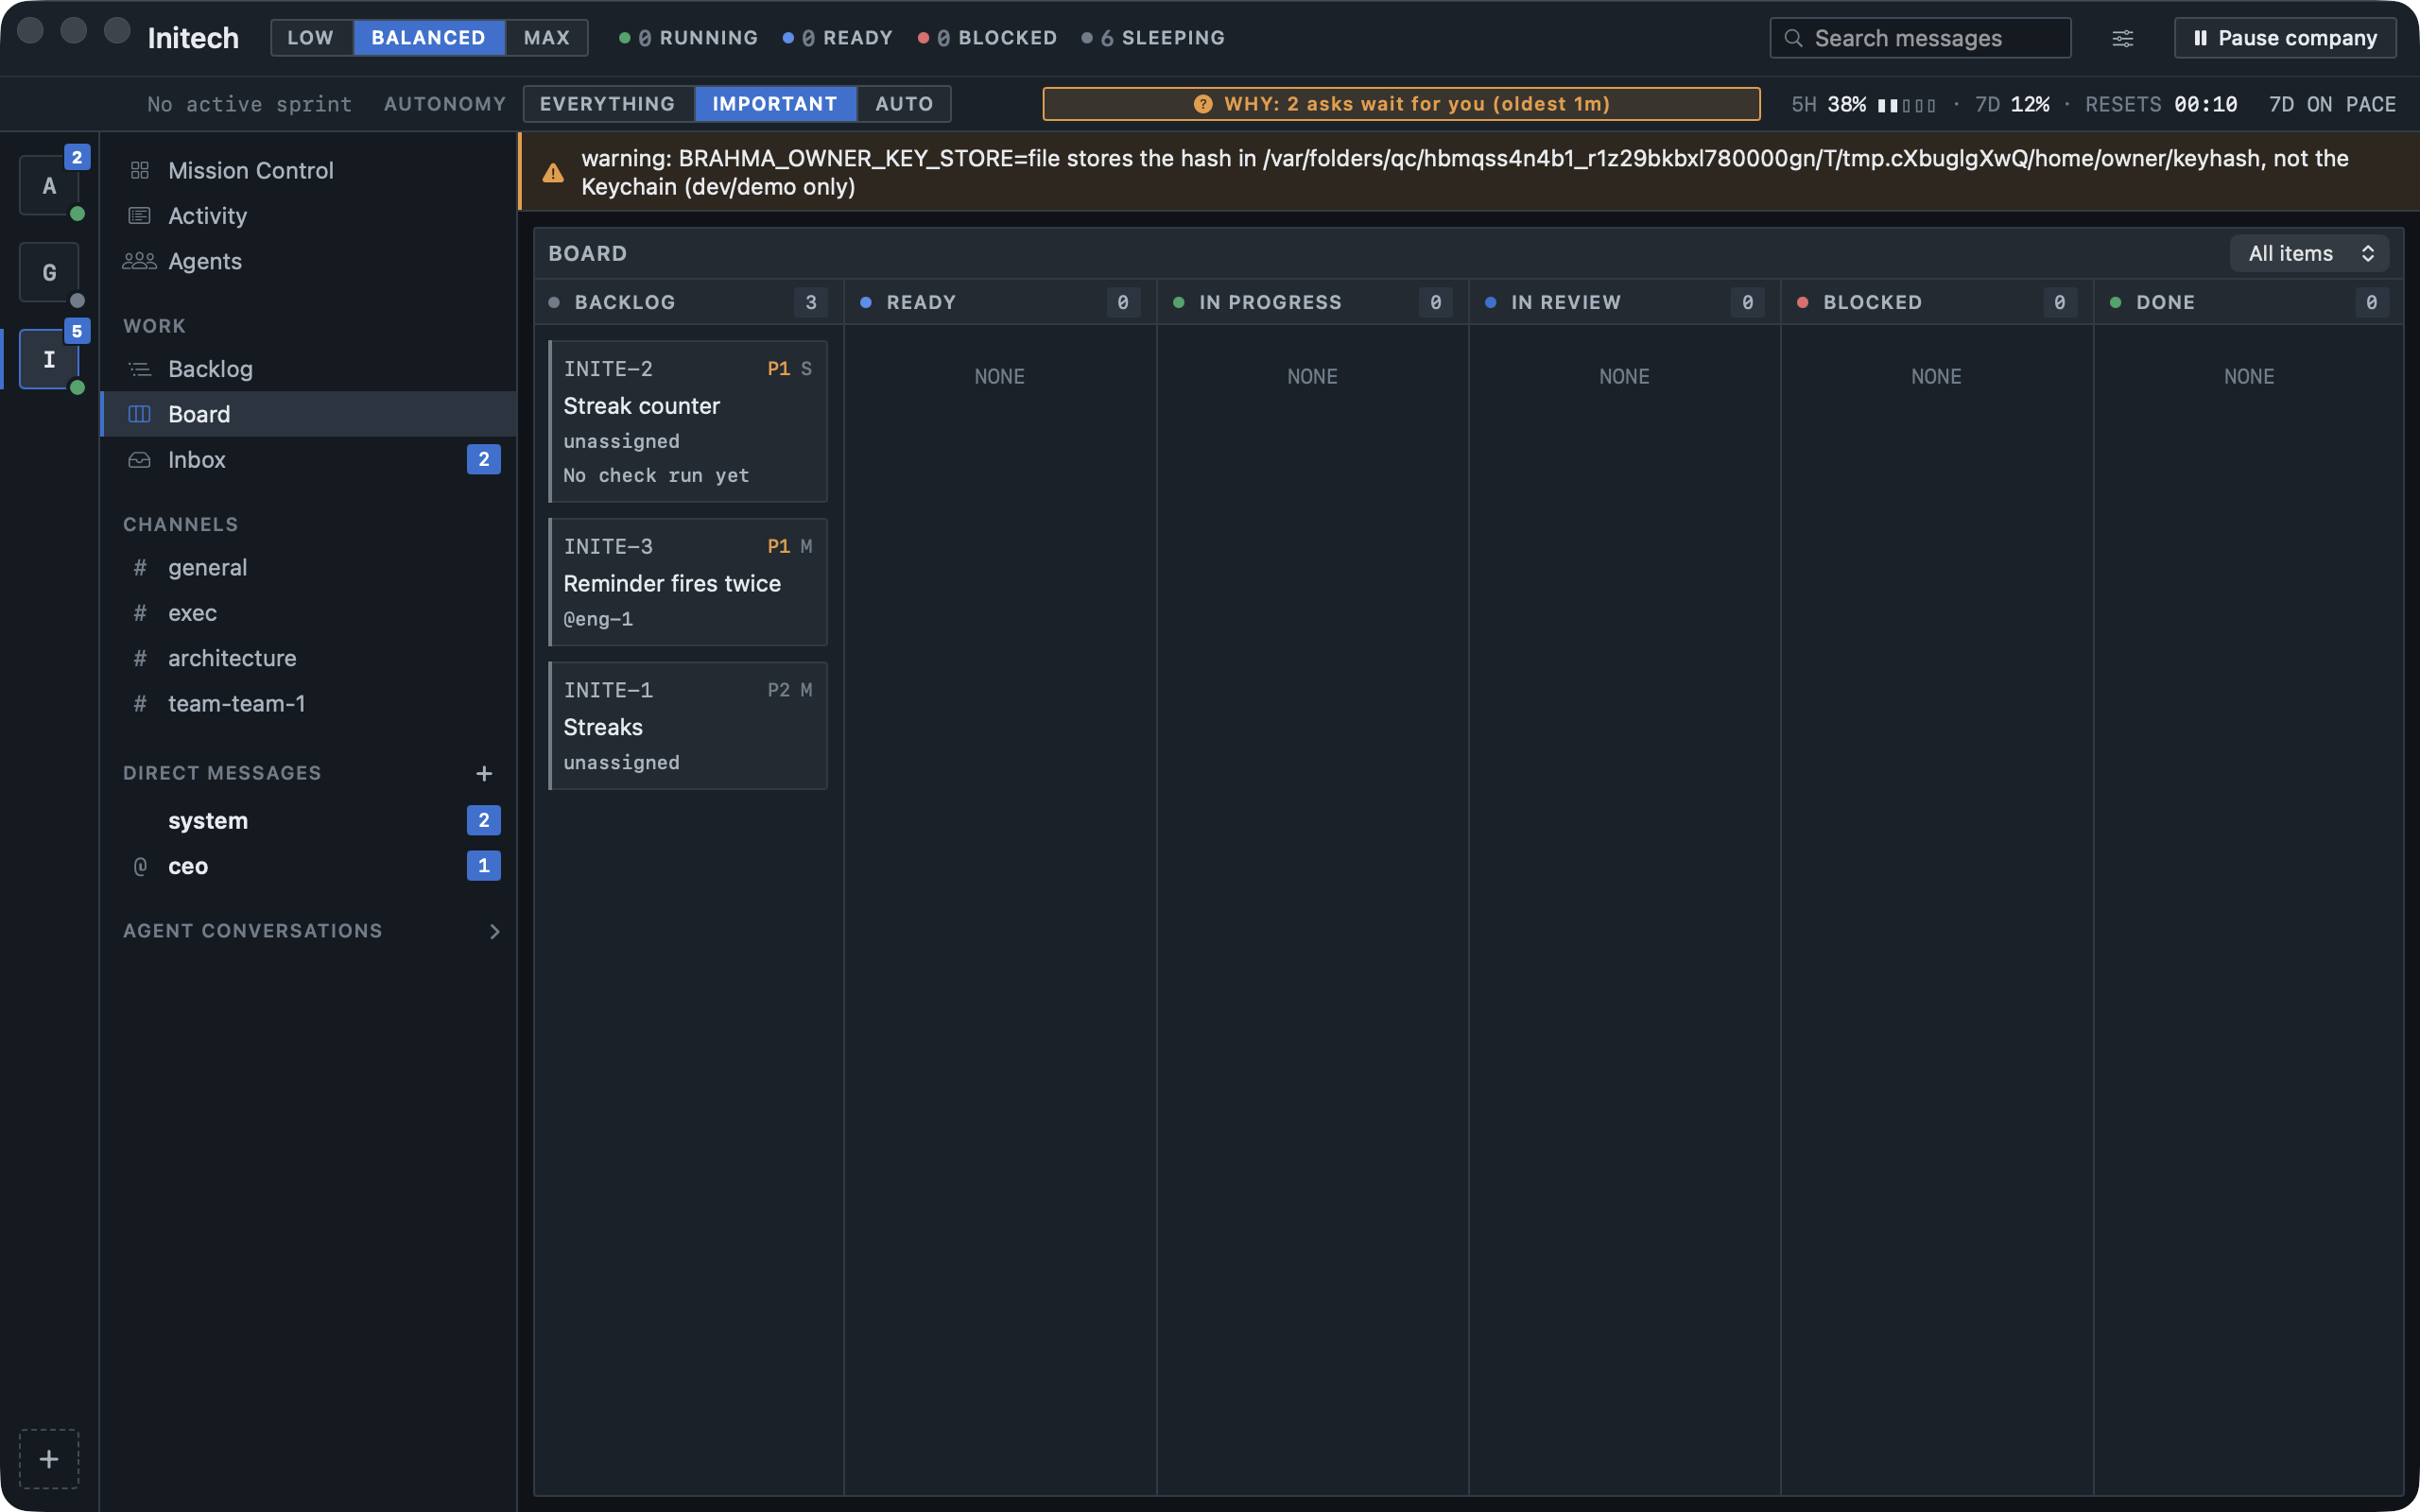 Initech
LOW BALANCED MAX
0 RUNNING 0 READY 0 BLOCKED 6 SLEEPING
Search messages
Pause company
No active sprint
AUTONOMY EVERYTHING IMPORTANT AUTO
? WHY: 2 asks wait for you (oldest 1m)
5H 38% · 7D 12% · RESETS 00:10 7D ON PACE
A 2
G
I 5
+
Mission Control
Activity
Agents
WORK
Backlog
Board
Inbox 2
CHANNELS
# general
# exec
# architecture
# team-team-1
DIRECT MESSAGES +
system 2
@ ceo 1
AGENT CONVERSATIONS
warning: BRAHMA_OWNER_KEY_STORE=file stores the hash in /var/folders/qc/hbmqss4n4b1_r1z29bkbxl780000gn/T/tmp.cXbuglgXwQ/home/owner/keyhash, not the
Keychain (dev/demo only)
BOARD All items
BACKLOG 3
INITE-2 P1 S
Streak counter
unassigned
No check run yet
INITE-3 P1 M
Reminder fires twice
@eng-1
INITE-1 P2 M
Streaks
unassigned
READY 0
NONE
IN PROGRESS 0
NONE
IN REVIEW 0
NONE
BLOCKED 0
NONE
DONE 0
NONE